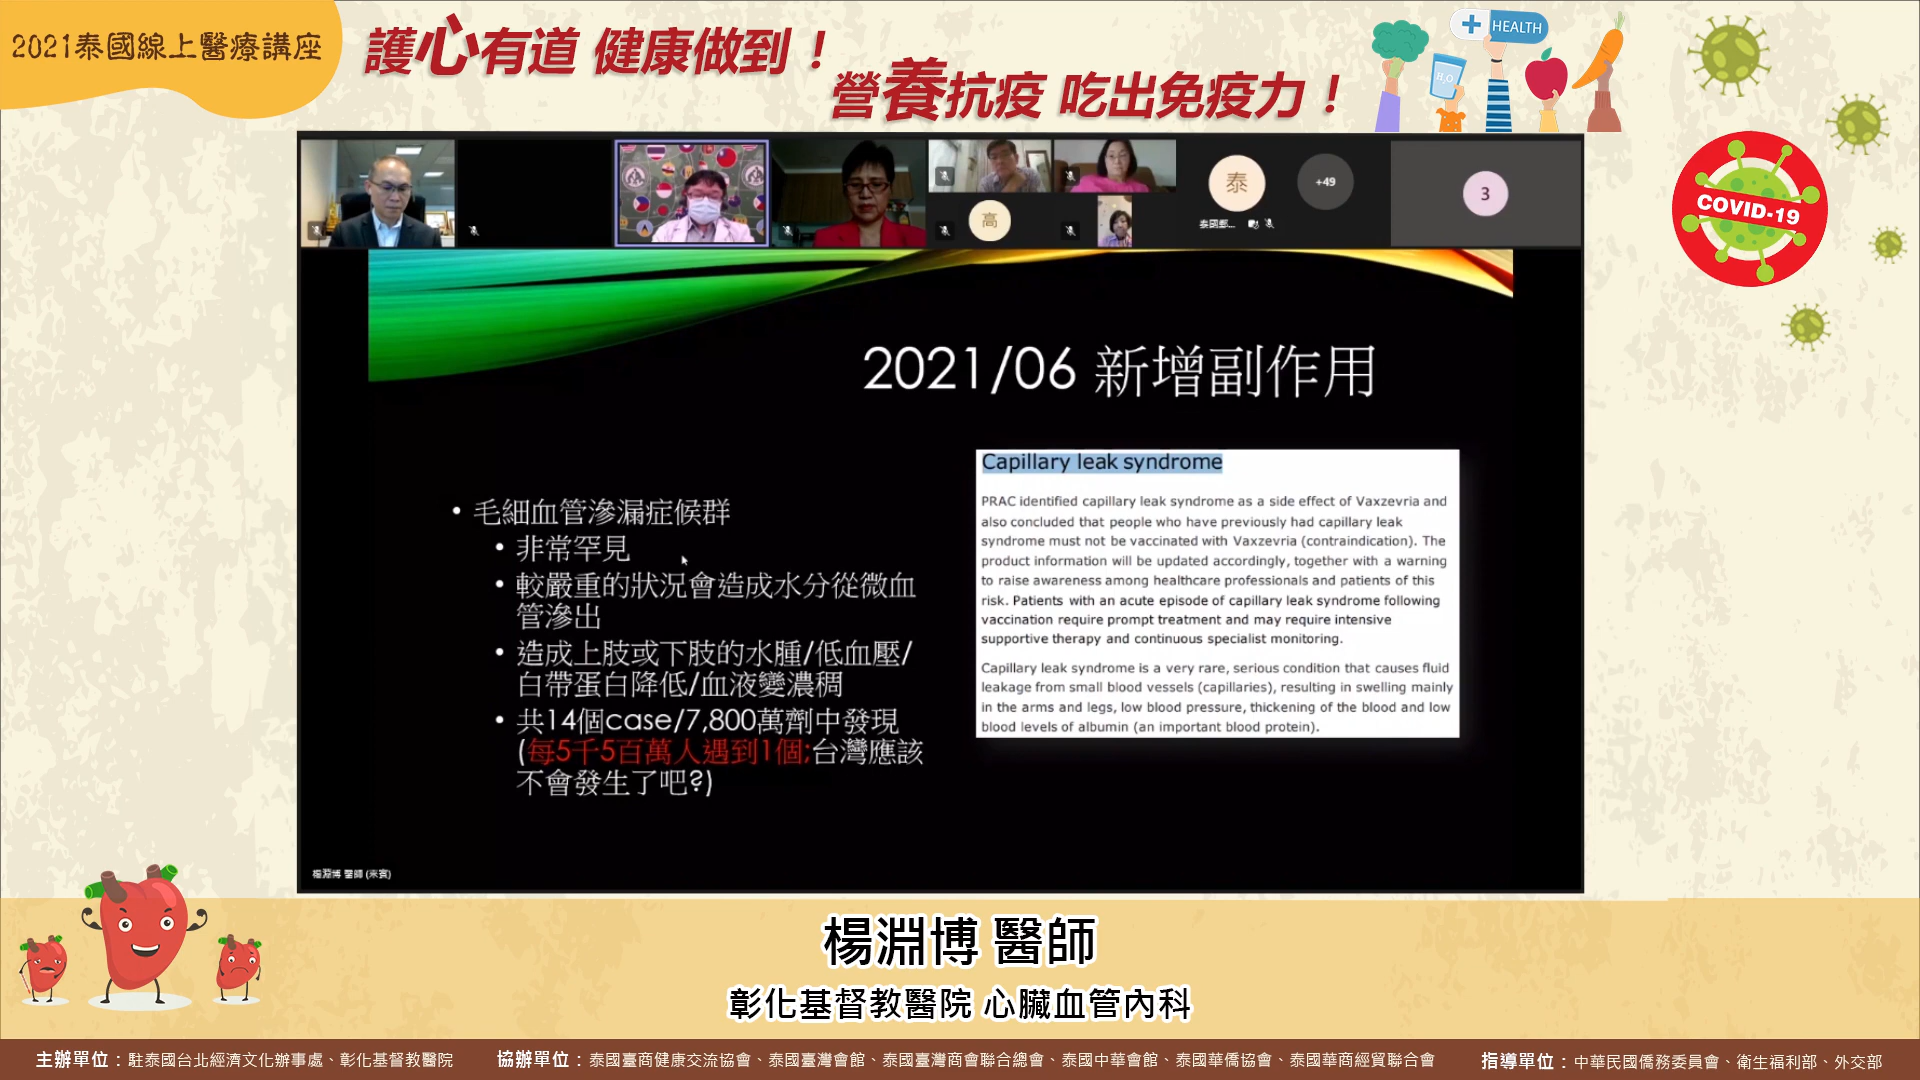 2021泰國線上醫療講座
護心有道 健康做到！
營養抗疫 吃出免疫力！
HEALTH
H₂O
COVID-19
高
泰
+49
3
2021/06 新增副作用
• 毛細血管滲漏症候群
• 非常罕見
• 較嚴重的狀況會造成水分從微血
管滲出
• 造成上肢或下肢的水腫/低血壓/
白帶蛋白降低/血液變濃稠
• 共14個case/7,800萬劑中發現
(每5千5百萬人遇到1個;台灣應該
不會發生了吧?)
Capillary leak syndrome
PRAC identified capillary leak syndrome as a side effect of Vaxzevria and
also concluded that people who have previously had capillary leak
syndrome must not be vaccinated with Vaxzevria (contraindication). The
product information will be updated accordingly, together with a warning
to raise awareness among healthcare professionals and patients of this
risk. Patients with an acute episode of capillary leak syndrome following
vaccination require prompt treatment and may require intensive
supportive therapy and continuous specialist monitoring.
Capillary leak syndrome is a very rare, serious condition that causes fluid
leakage from small blood vessels (capillaries), resulting in swelling mainly
in the arms and legs, low blood pressure, thickening of the blood and low
blood levels of albumin (an important blood protein).
楊淵博 醫師 (來賓)
楊淵博 醫師
彰化基督教醫院 心臟血管內科
主辦單位：駐泰國台北經濟文化辦事處、彰化基督教醫院
協辦單位：泰國臺商健康交流協會、泰國臺灣會館、泰國臺灣商會聯合總會、泰國中華會館、泰國華僑協會、泰國華商經貿聯合會
指導單位：中華民國僑務委員會、衛生福利部、外交部